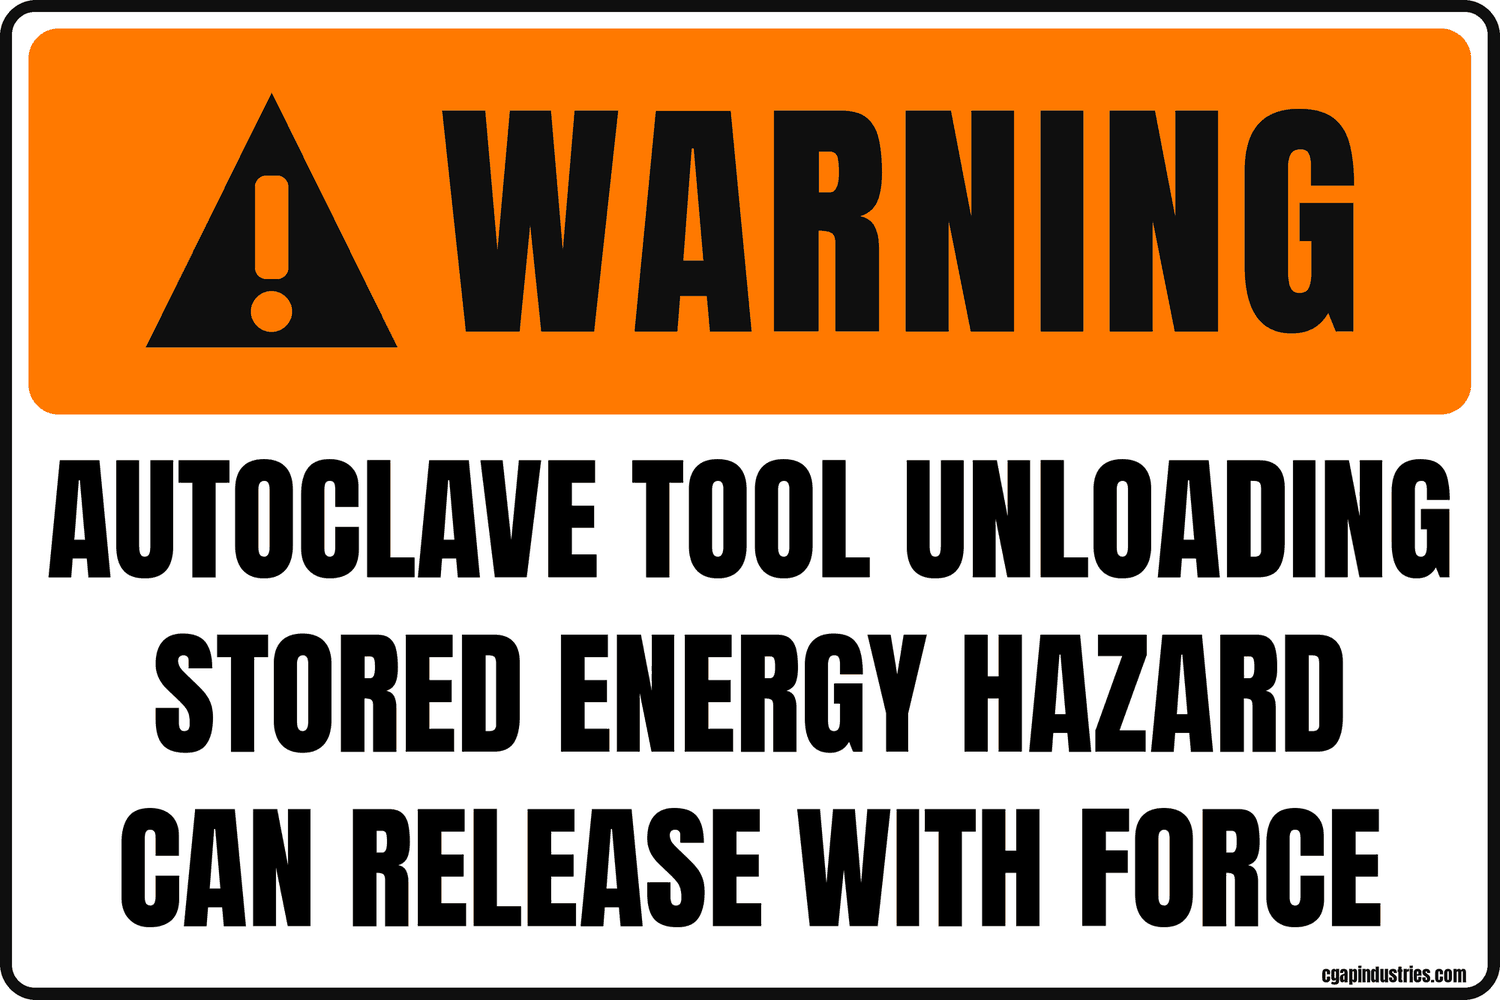 WARNING
AUTOCLAVE TOOL UNLOADING
STORED ENERGY HAZARD
CAN RELEASE WITH FORCE
cgapindustries.com